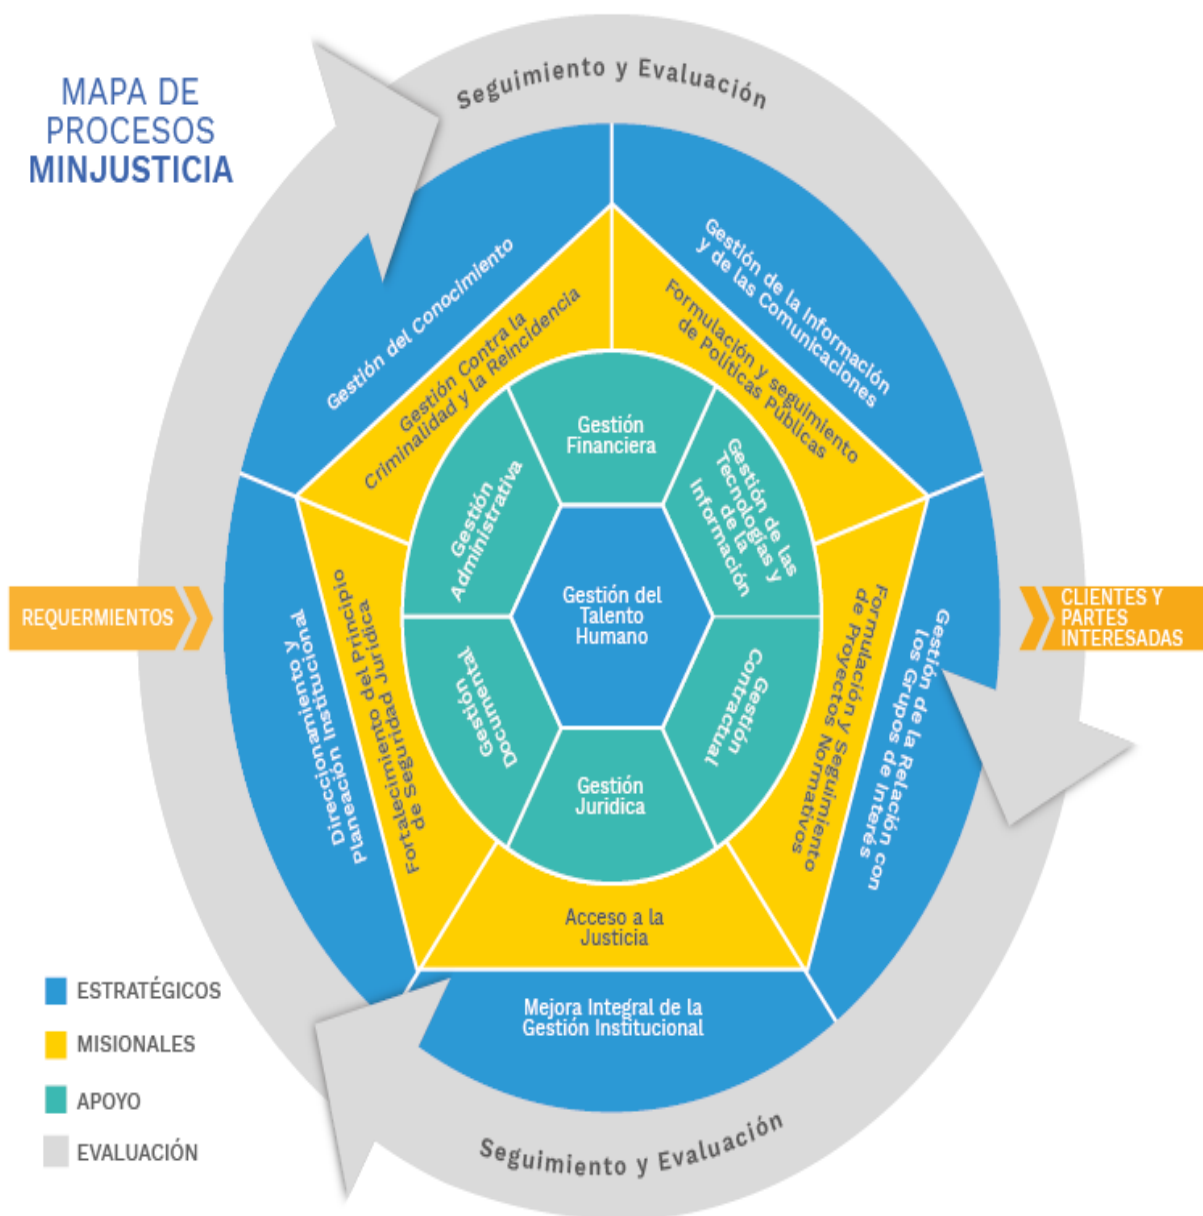 MAPA DE
PROCESOS
MINJUSTICIA
Seguimiento y Evaluación
Gestión del Conocimiento
Gestión de la Información
y de las Comunicaciones
Gestión Contra la
Criminalidad y la Reincidencia
Formulación y seguimiento
de Políticas Públicas
Gestión
Financiera
Gestión
Administrativa
Gestión de las
Tecnologías y
de la
Información
Gestión del
Talento
Humano
REQUERMIENTOS
CLIENTES Y
PARTES
INTERESADAS
Direccionamiento y
Planeación Institucional
Fortalecimiento del Principio
de Seguridad Jurídica
Gestión
Documental
Gestión
Contractual
Formulación y Seguimiento
de Proyectos Normativos
Gestión de la Relación con
los Grupos de Interés
Gestión
Juridica
Acceso a la
Justicia
Mejora Integral de la
Gestión Institucional
ESTRATÉGICOS
MISIONALES
APOYO
EVALUACIÓN
Seguimiento y Evaluación